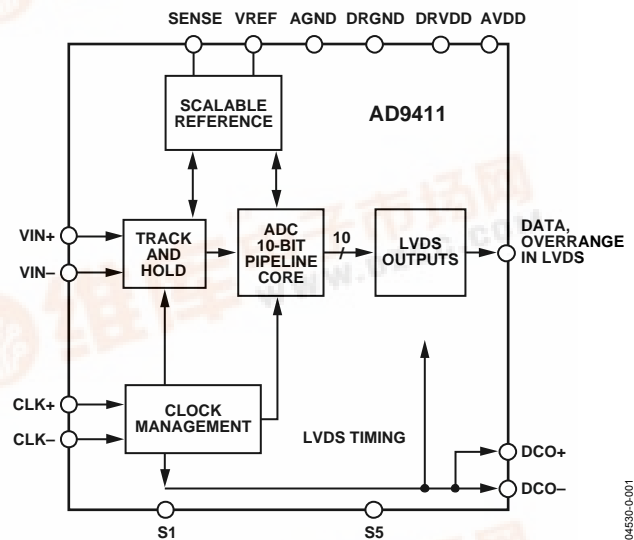 SENSE VREF AGND DRGND DRVDD AVDD
SCALABLE
REFERENCE
AD9411
VIN+
VIN–
TRACK
AND
HOLD
ADC
10-BIT
PIPELINE
CORE
10
LVDS
OUTPUTS
DATA,
OVERRANGE
IN LVDS
CLK+
CLK–
CLOCK
MANAGEMENT
LVDS TIMING
DCO+
DCO–
S1
S5
04530-0-001